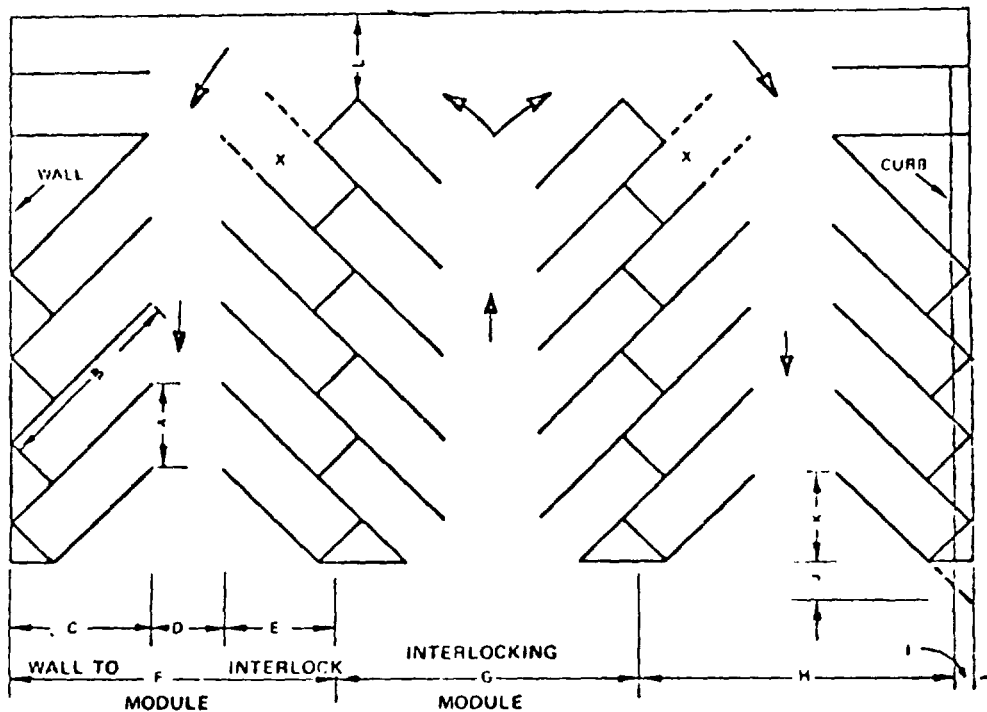 L
X
X
WALL
CURB
B
A
K
J
C
D
E
I
WALL TO
INTERLOCK
INTERLOCKING
F
G
H
MODULE
MODULE